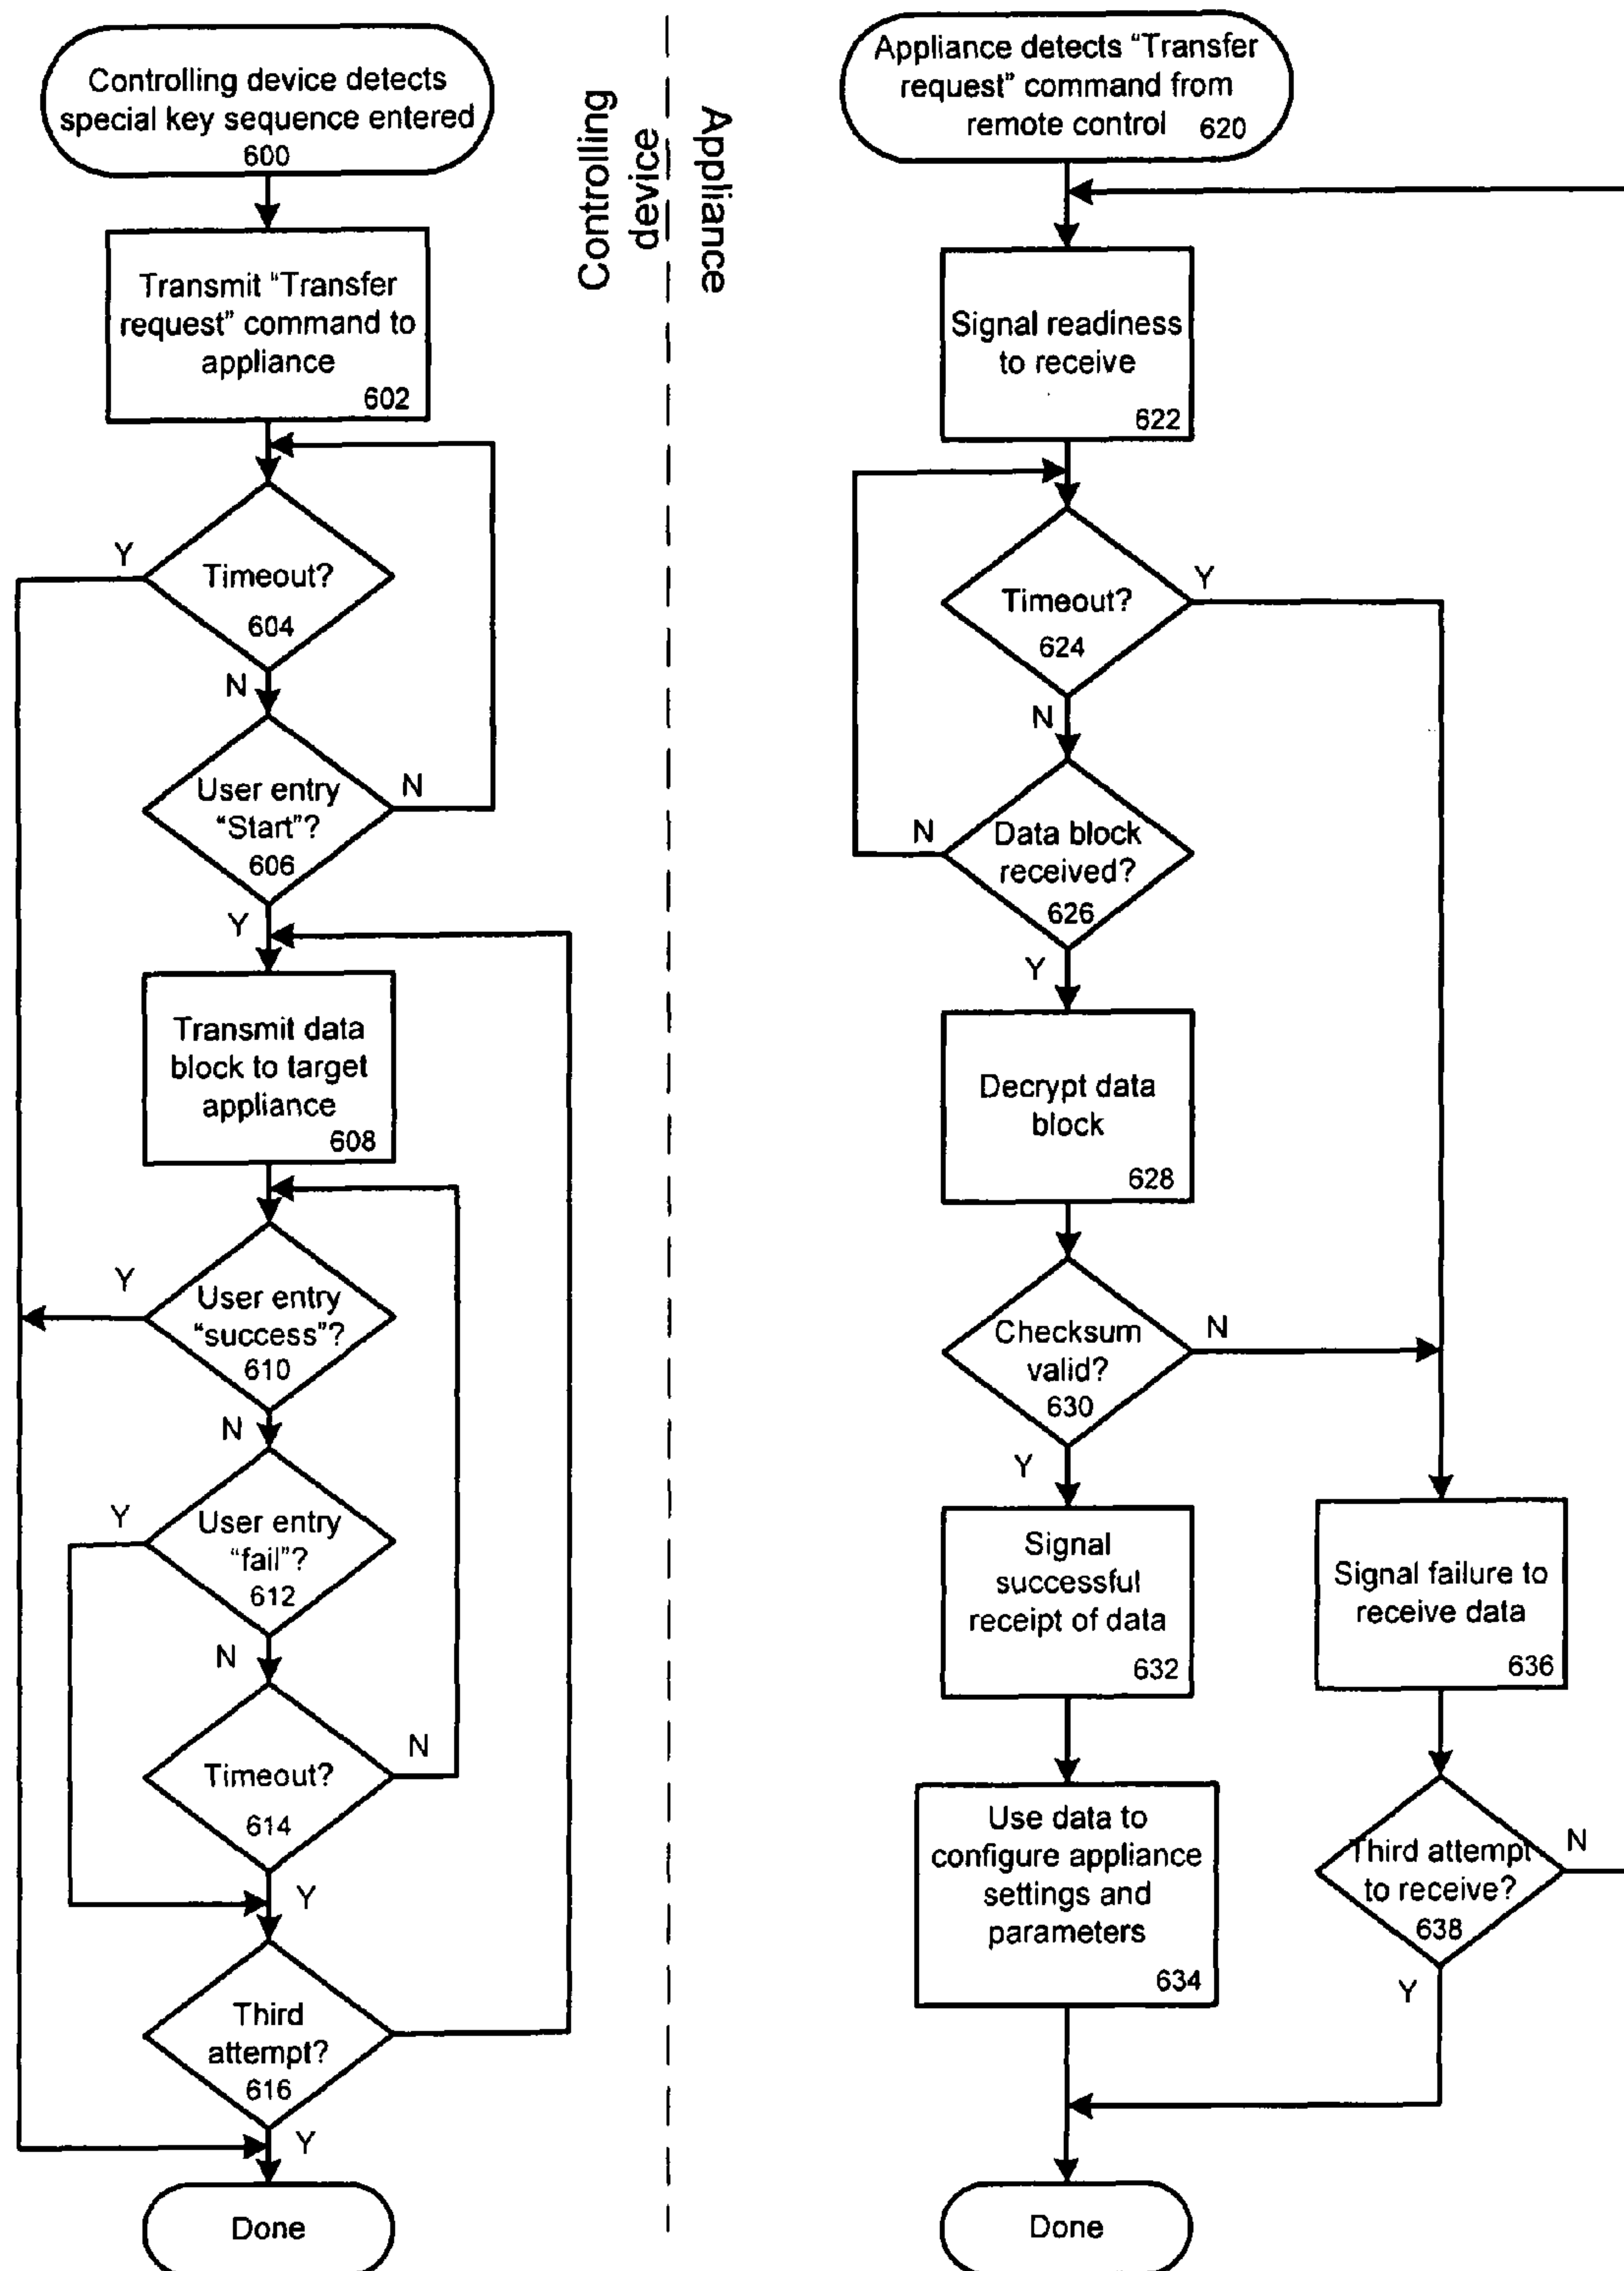 Controlling device detects
special key sequence entered
600
Transmit "Transfer
request" command to
appliance
602
Timeout?
604
Y
N
User entry
"Start"?
606
N
Y
Transmit data
block to target
appliance
608
User entry
"success"?
610
Y
N
User entry
"fail"?
612
Y
N
Timeout?
614
N
Y
Third
attempt?
616
Y
Done
Controlling
device
Appliance
Appliance detects "Transfer
request" command from
remote control 620
Signal readiness
to receive
622
Timeout?
624
Y
N
Data block
received?
626
N
Y
Decrypt data
block
628
Checksum
valid?
630
N
Y
Signal
successful
receipt of data
632
Signal failure to
receive data
636
Use data to
configure appliance
settings and
parameters
634
Third attempt
to receive?
638
N
Y
Done